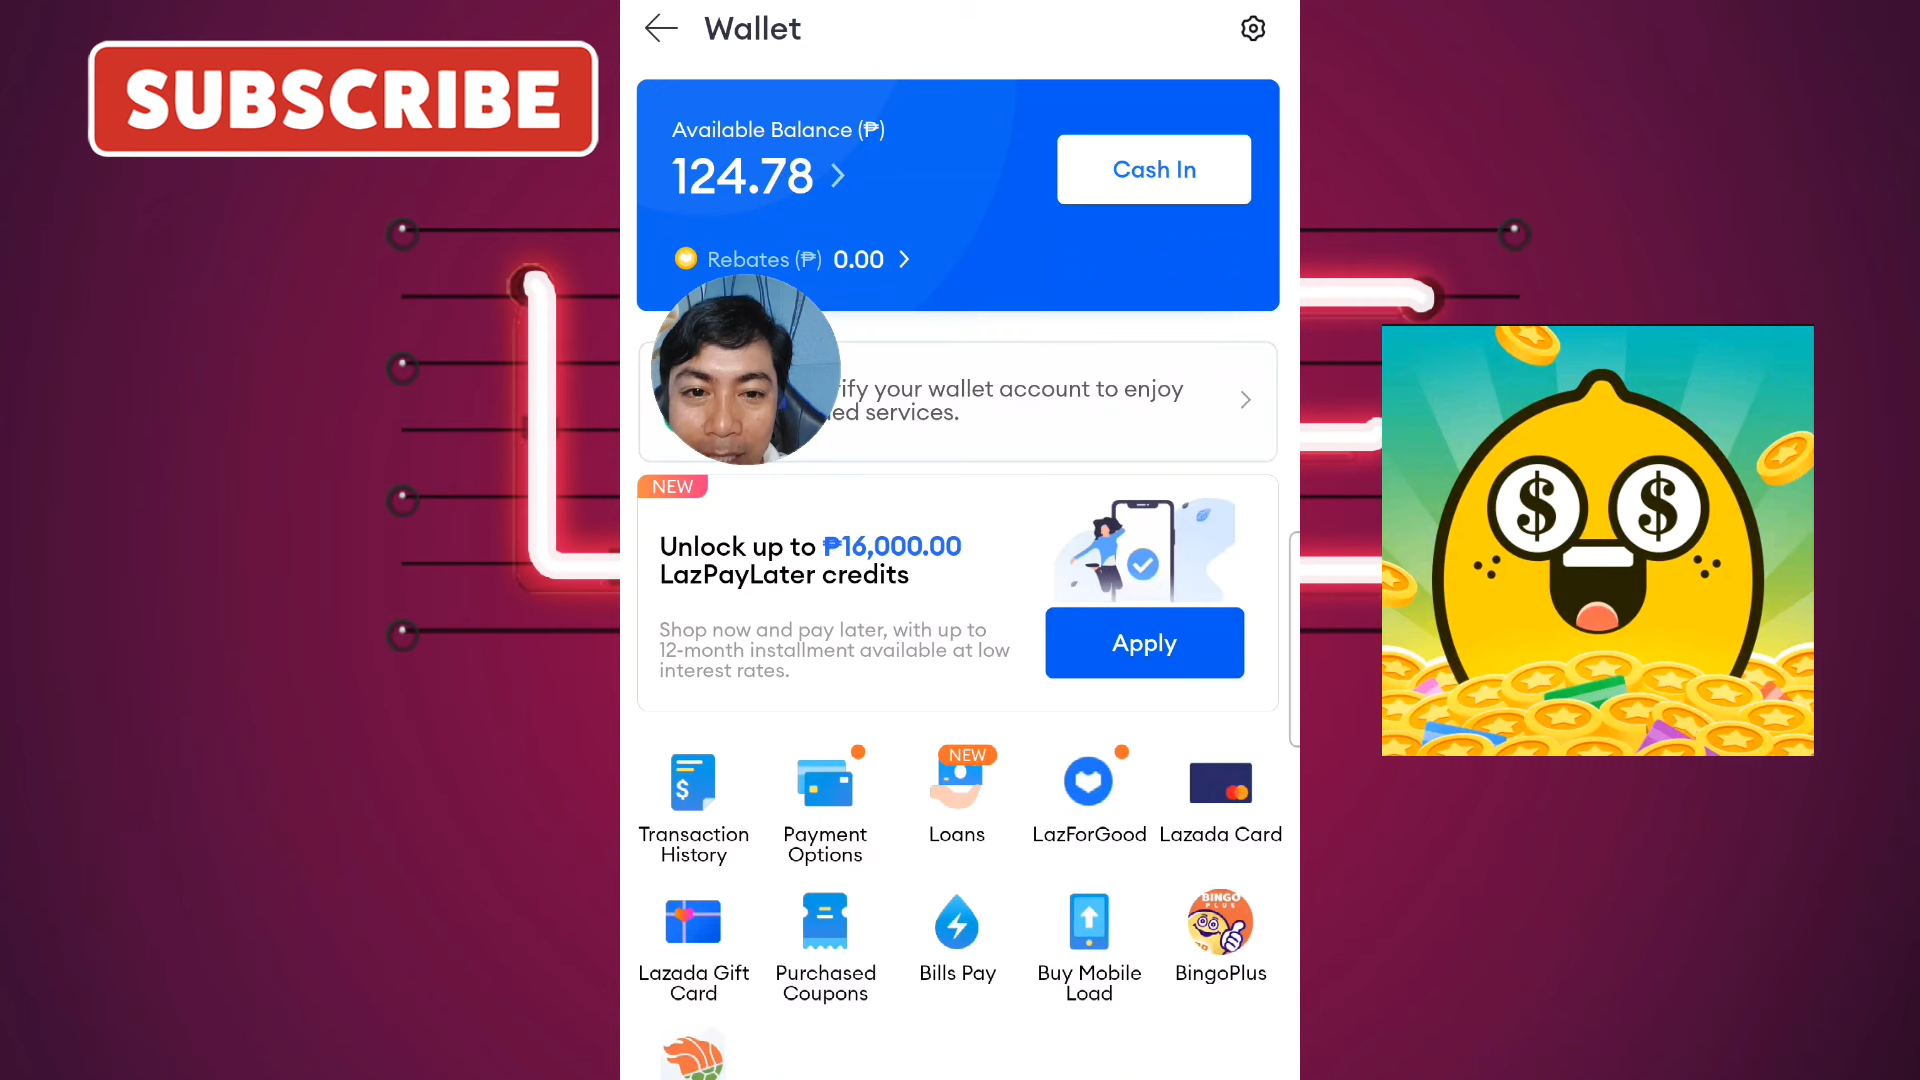 SUBSCRIBE
Wallet
Available Balance (₱)
124.78
Cash In
Rebates (₱) 0.00
your wallet account to enjoy
services.
NEW
Unlock up to ₱16,000.00
LazPayLater credits
Shop now and pay later, with up to
12-month installment available at low
interest rates.
Apply
NEW
Transaction
History
Payment
Options
Loans
LazForGood
Lazada Card
BINGO
PLUS
Lazada Gift
Card
Purchased
Coupons
Bills Pay
Buy Mobile
Load
BingoPlus